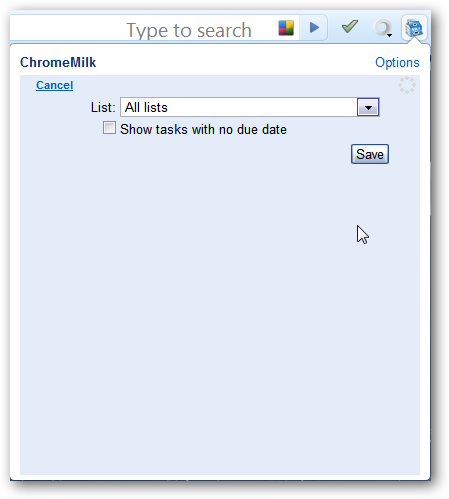 Type to search
ChromeMilk Options
Cancel
List: All lists
Show tasks with no due date
Save